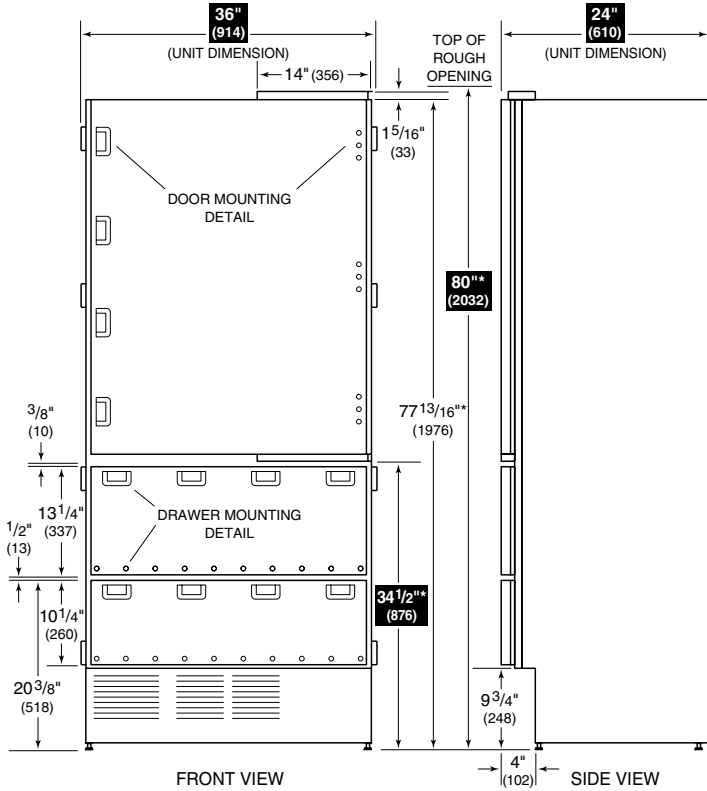 36"
(914)
(UNIT DIMENSION)
14" (356)
TOP OF
ROUGH
OPENING
24"
(610)
(UNIT DIMENSION)
1 5/16"
(33)
DOOR MOUNTING
DETAIL
80"*
(2032)
77 13/16"*
(1976)
3/8"
(10)
13 1/4"
(337)
DRAWER MOUNTING
DETAIL
1/2"
(13)
34 1/2"*
(876)
10 1/4"
(260)
20 3/8"
(518)
9 3/4"
(248)
4"
(102)
FRONT VIEW
SIDE VIEW